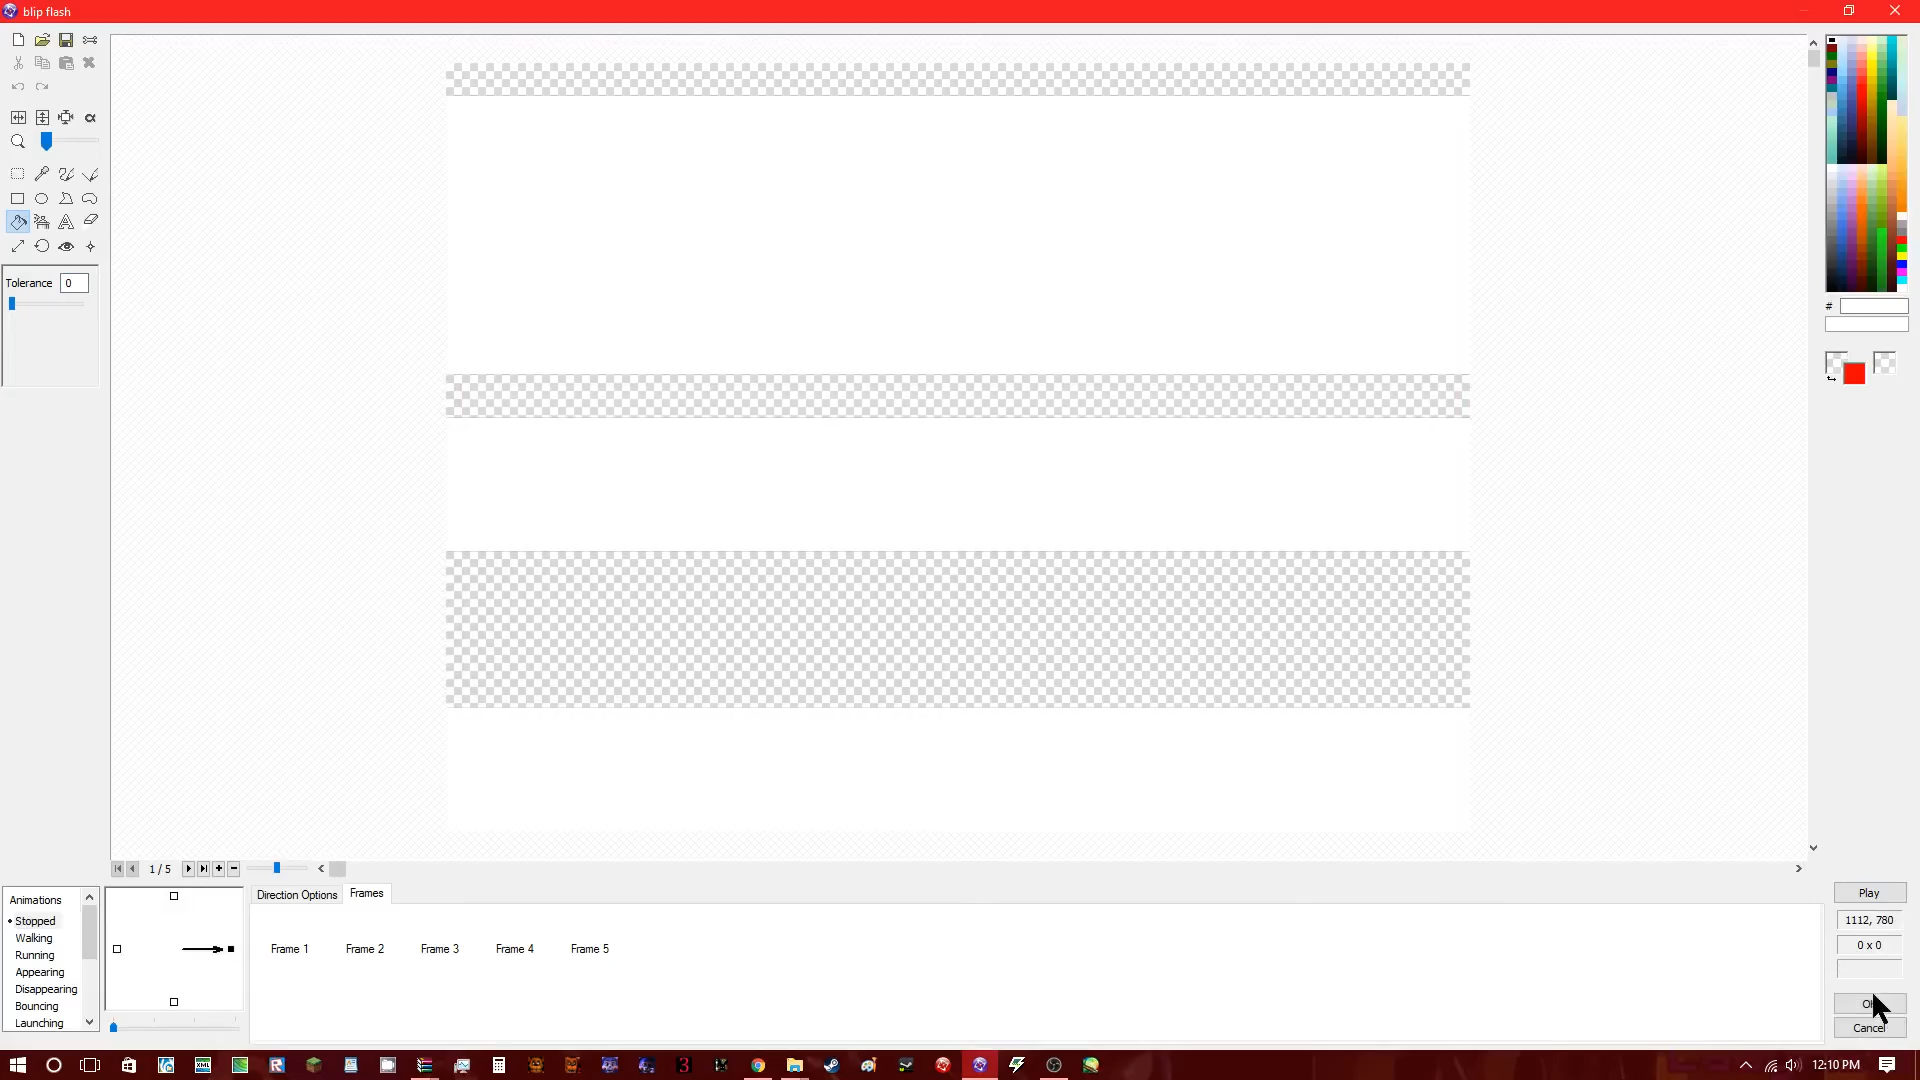 blip flash
Tolerance 0
#
1 / 5
Animations
Stopped
Walking
Running
Appearing
Disappearing
Bouncing
Launching
Direction Options
Frames
Frame 1
Frame 2
Frame 3
Frame 4
Frame 5
Play
1112, 780
0 x 0
Cancel
12:10 PM